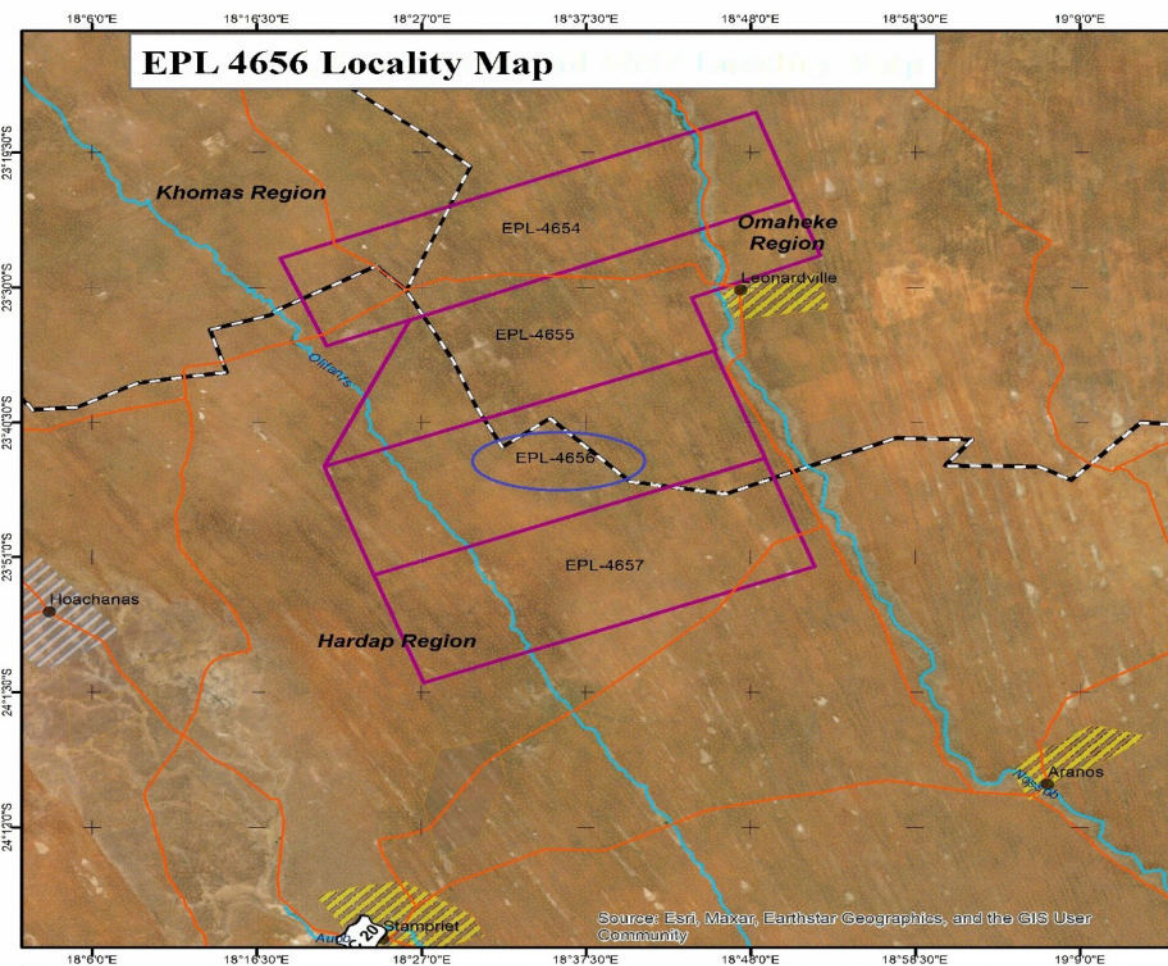 18°6'0"E 18°16'30"E 18°27'0"E 18°37'30"E 18°48'0"E 18°58'30"E 19°9'0"E
EPL 4656 Locality Map
23°19'30"S
Khomas Region
EPL-4654
Omaheke
Region
Leonardville
23°30'0"S
EPL-4655
Olifants
23°40'30"S
EPL-4656
23°51'0"S
EPL-4657
Hoachanas
Hardap Region
24°1'30"S
Aranos
Nossob
24°12'0"S
Stampriet
C 20
Auob
Source: Esri, Maxar, Earthstar Geographics, and the GIS User
Community
18°6'0"E 18°16'30"E 18°27'0"E 18°37'30"E 18°48'0"E 18°58'30"E 19°9'0"E